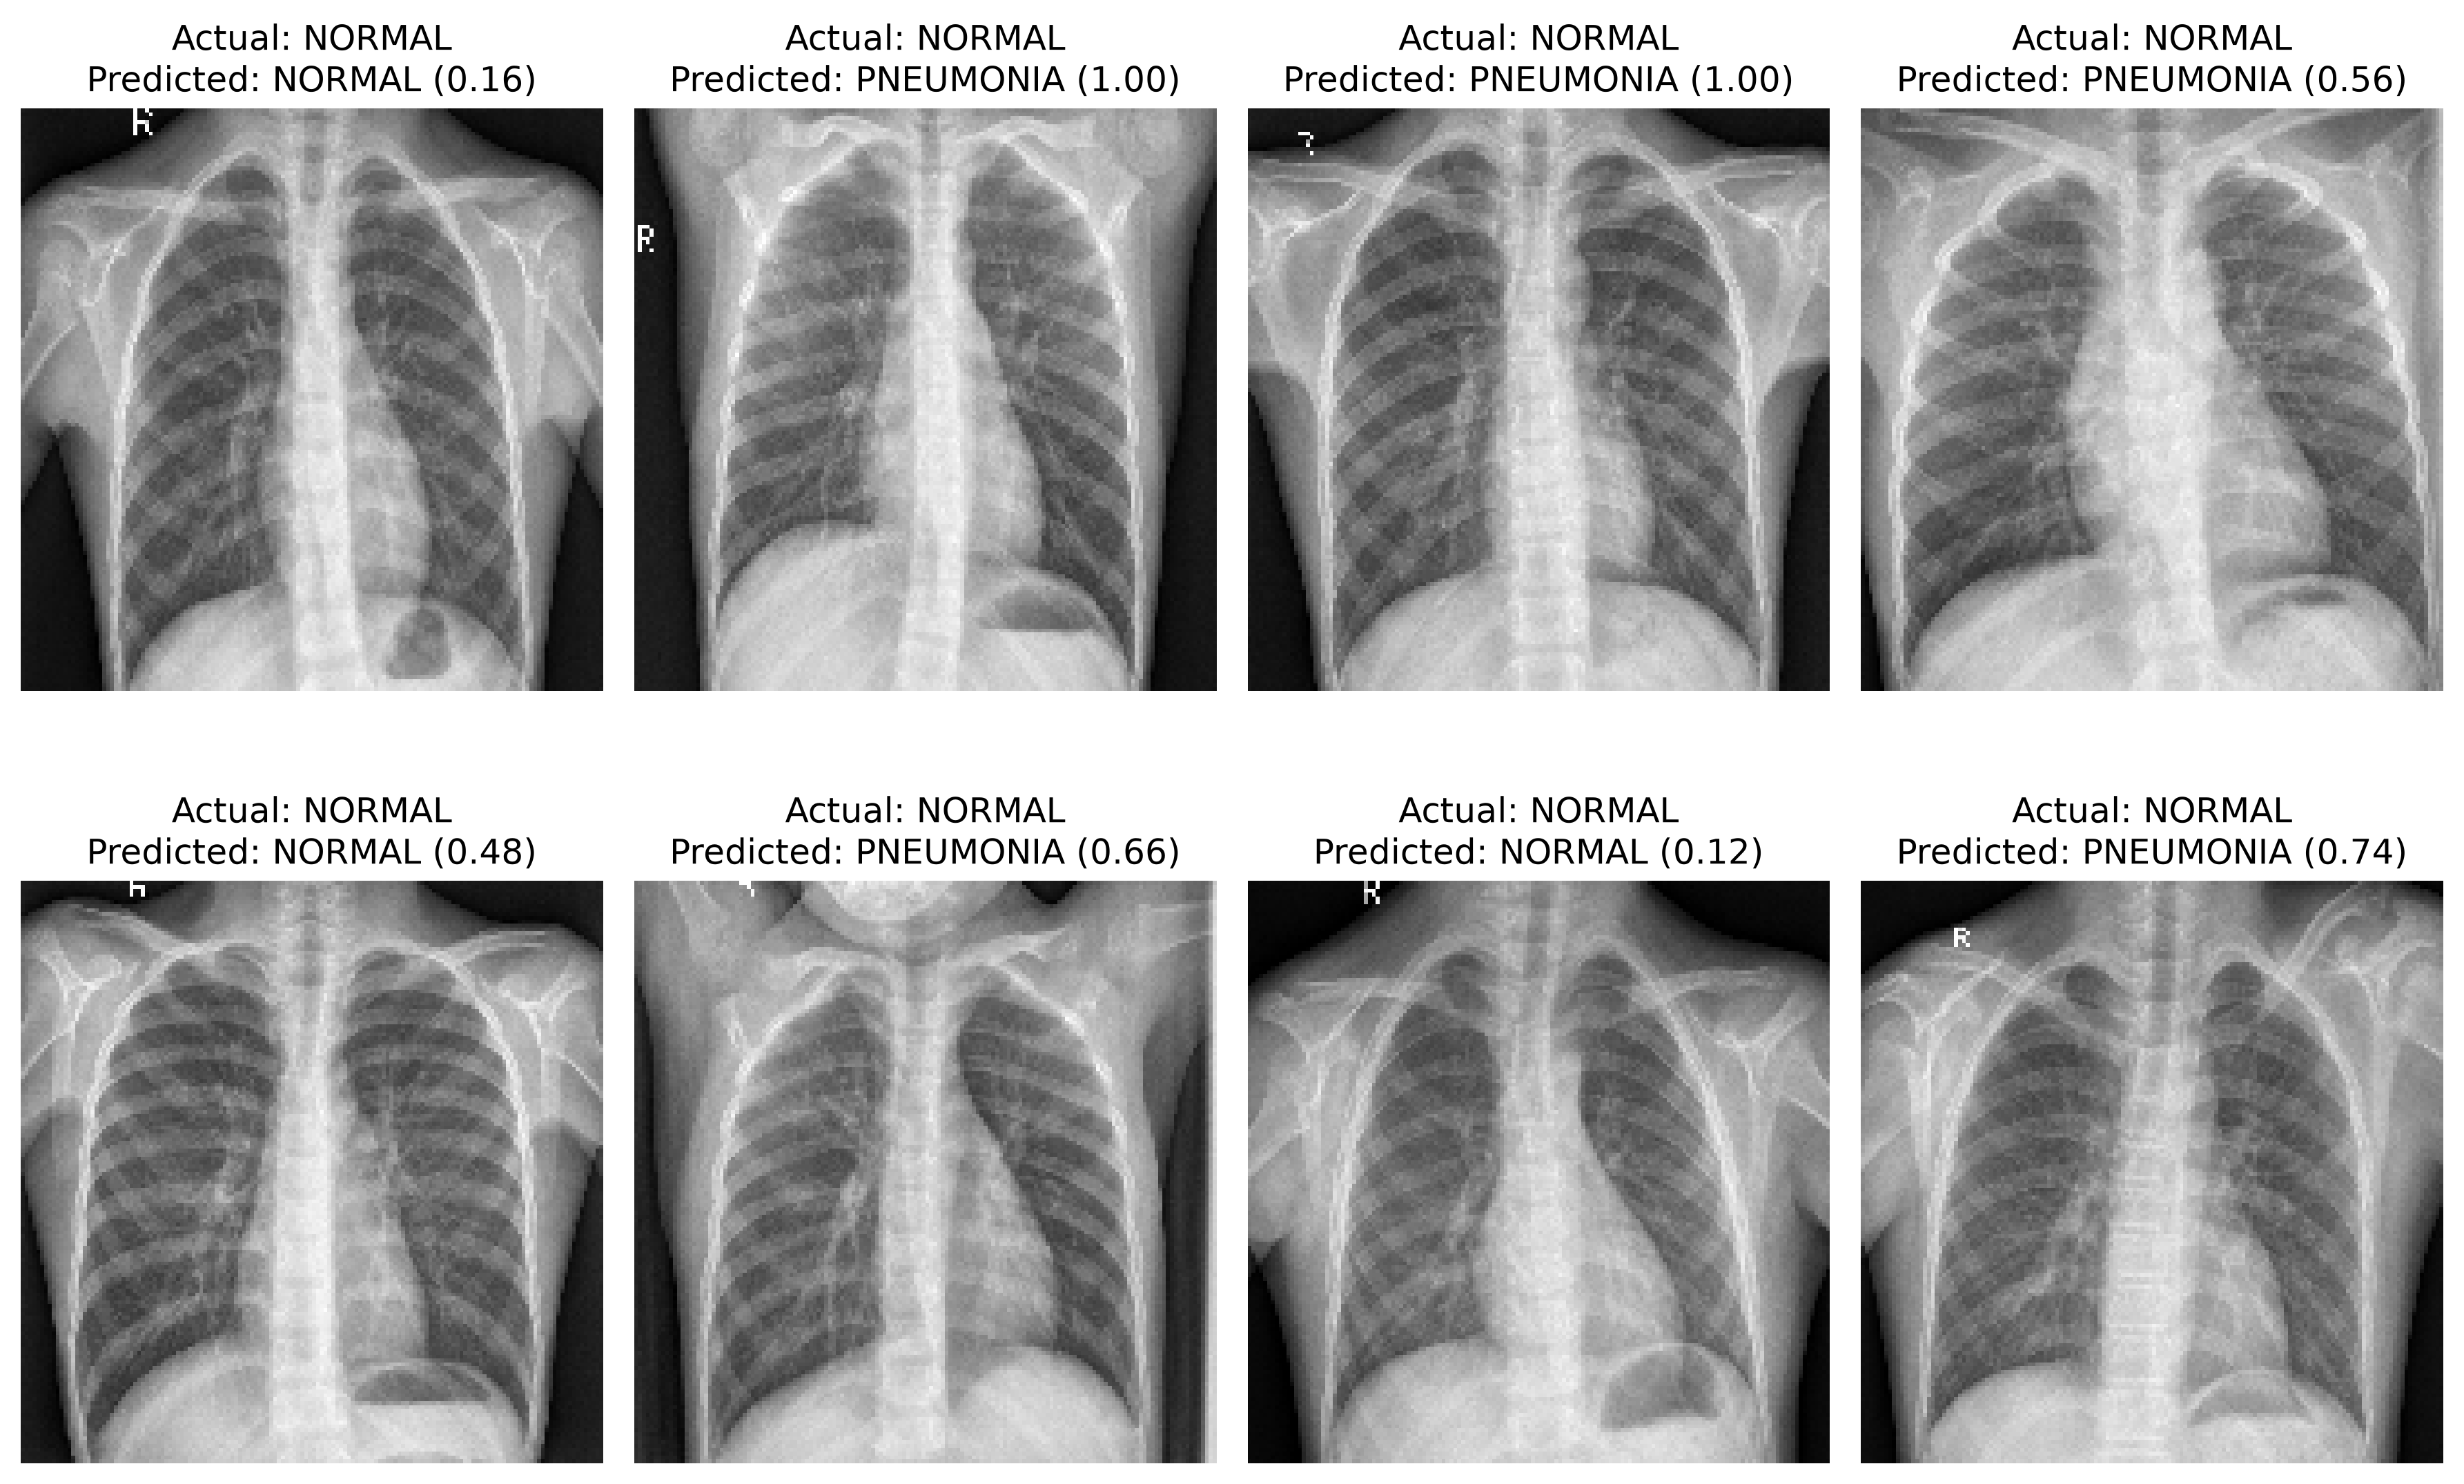 Actual: NORMAL
Predicted: NORMAL (0.16)
Actual: NORMAL
Predicted: PNEUMONIA (1.00)
Actual: NORMAL
Predicted: PNEUMONIA (1.00)
Actual: NORMAL
Predicted: PNEUMONIA (0.56)
R
R
Actual: NORMAL
Predicted: NORMAL (0.48)
Actual: NORMAL
Predicted: PNEUMONIA (0.66)
Actual: NORMAL
Predicted: NORMAL (0.12)
Actual: NORMAL
Predicted: PNEUMONIA (0.74)
R
R